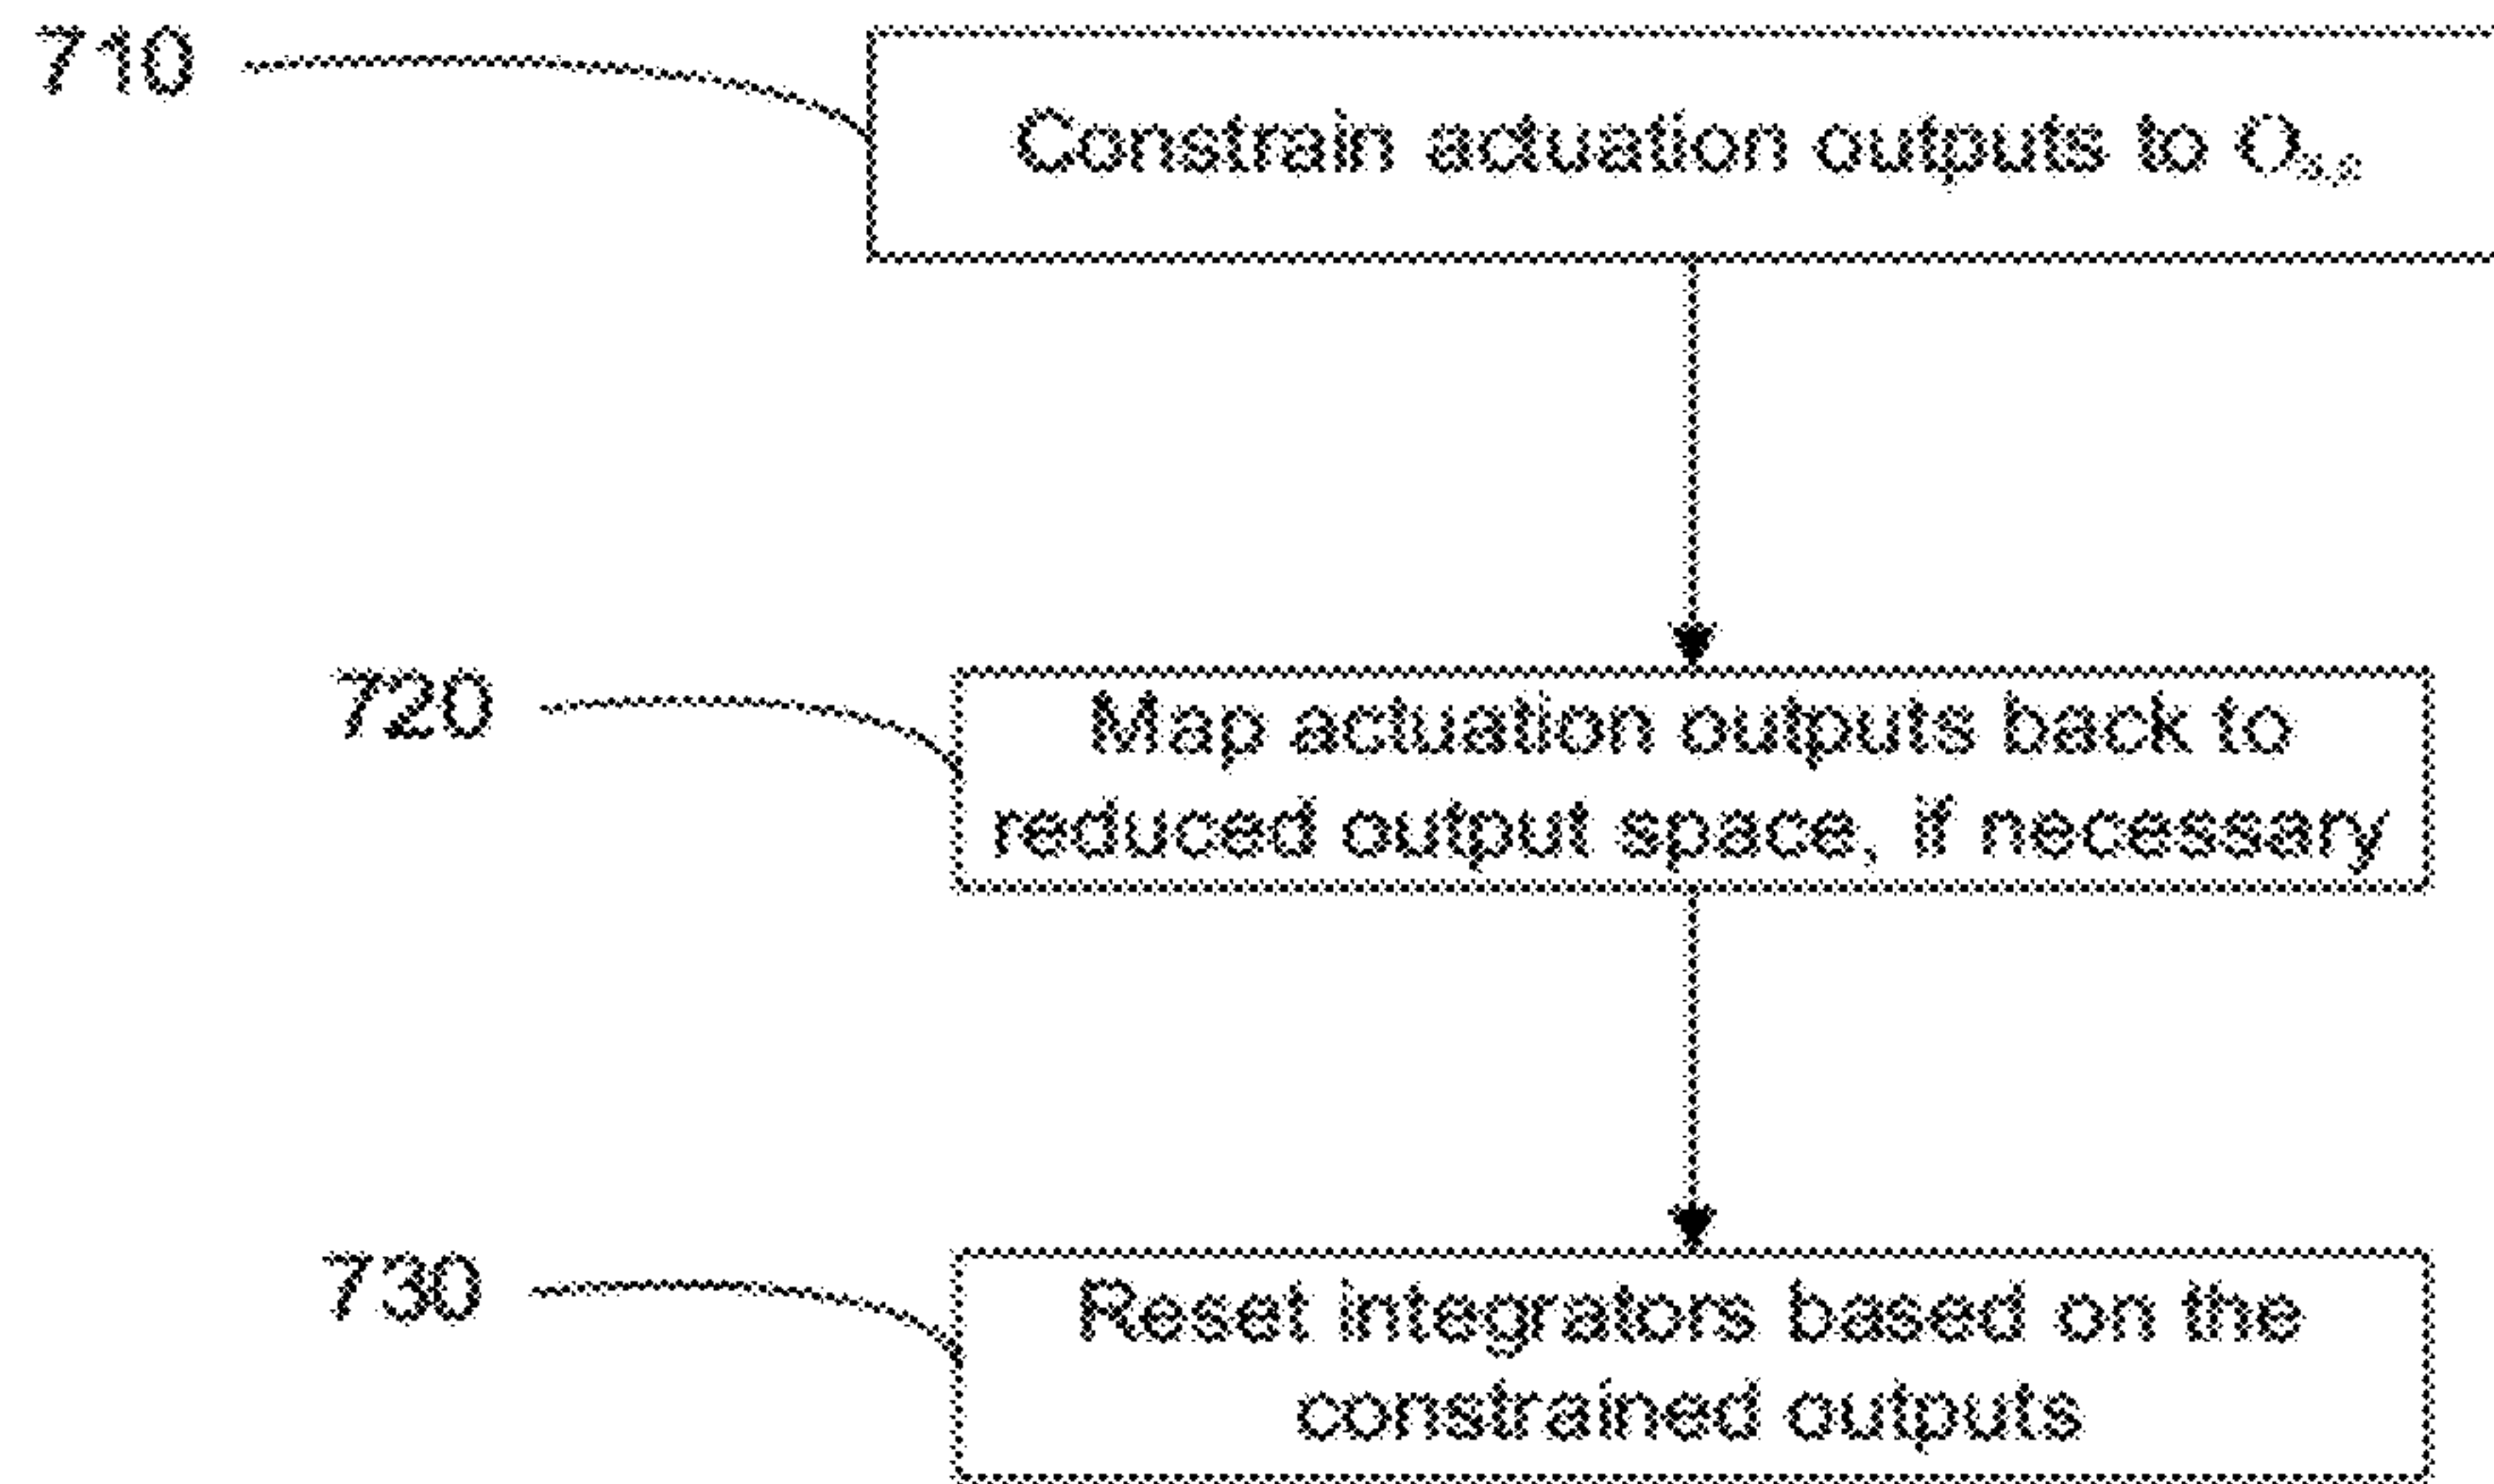 710
Constrain actuation outputs to
720
Map actuation outputs back to
reduced output space, if necessary
730
Reset integrators based on the
constrained outputs